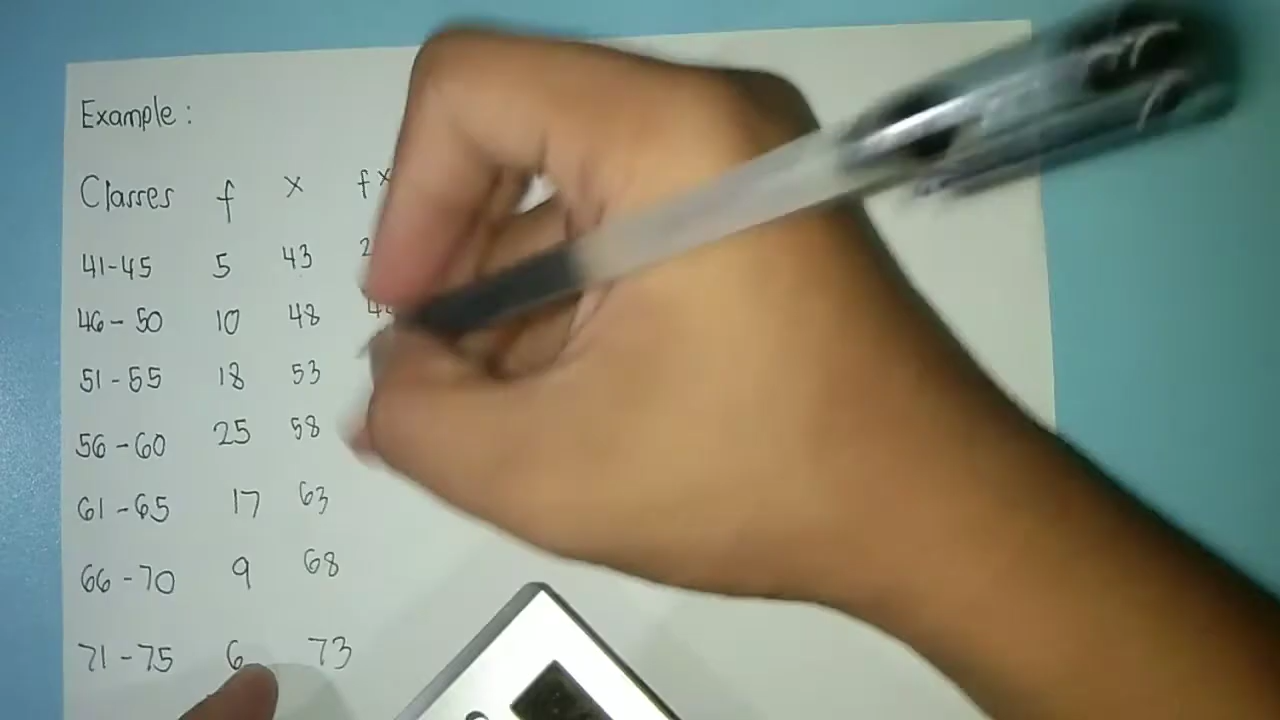 Example:
Classes f x fx
41-45 5 43
46-50 10 48
51-55 18 53
56-60 25 58
61-65 17 63
66-70 9 68
71-75 6 73